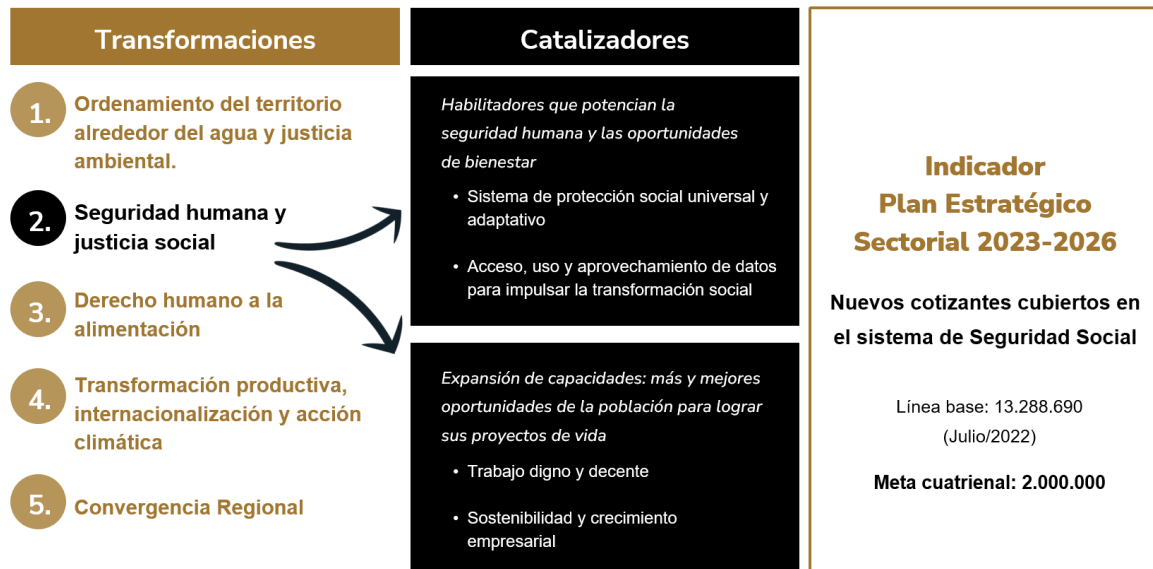 Transformaciones
1.
Ordenamiento del territorio
alrededor del agua y justicia
ambiental.
2.
Seguridad humana y
justicia social
3.
Derecho humano a la
alimentación
4.
Transformación productiva,
internacionalización y acción
climática
5.
Convergencia Regional
Catalizadores
Habilitadores que potencian la
seguridad humana y las oportunidades
de bienestar
• Sistema de protección social universal y
adaptativo
• Acceso, uso y aprovechamiento de datos
para impulsar la transformación social
Expansión de capacidades: más y mejores
oportunidades de la población para lograr
sus proyectos de vida
• Trabajo digno y decente
• Sostenibilidad y crecimiento
empresarial
Indicador
Plan Estratégico
Sectorial 2023-2026
Nuevos cotizantes cubiertos en
el sistema de Seguridad Social
Línea base: 13.288.690
(Julio/2022)
Meta cuatrienal: 2.000.000